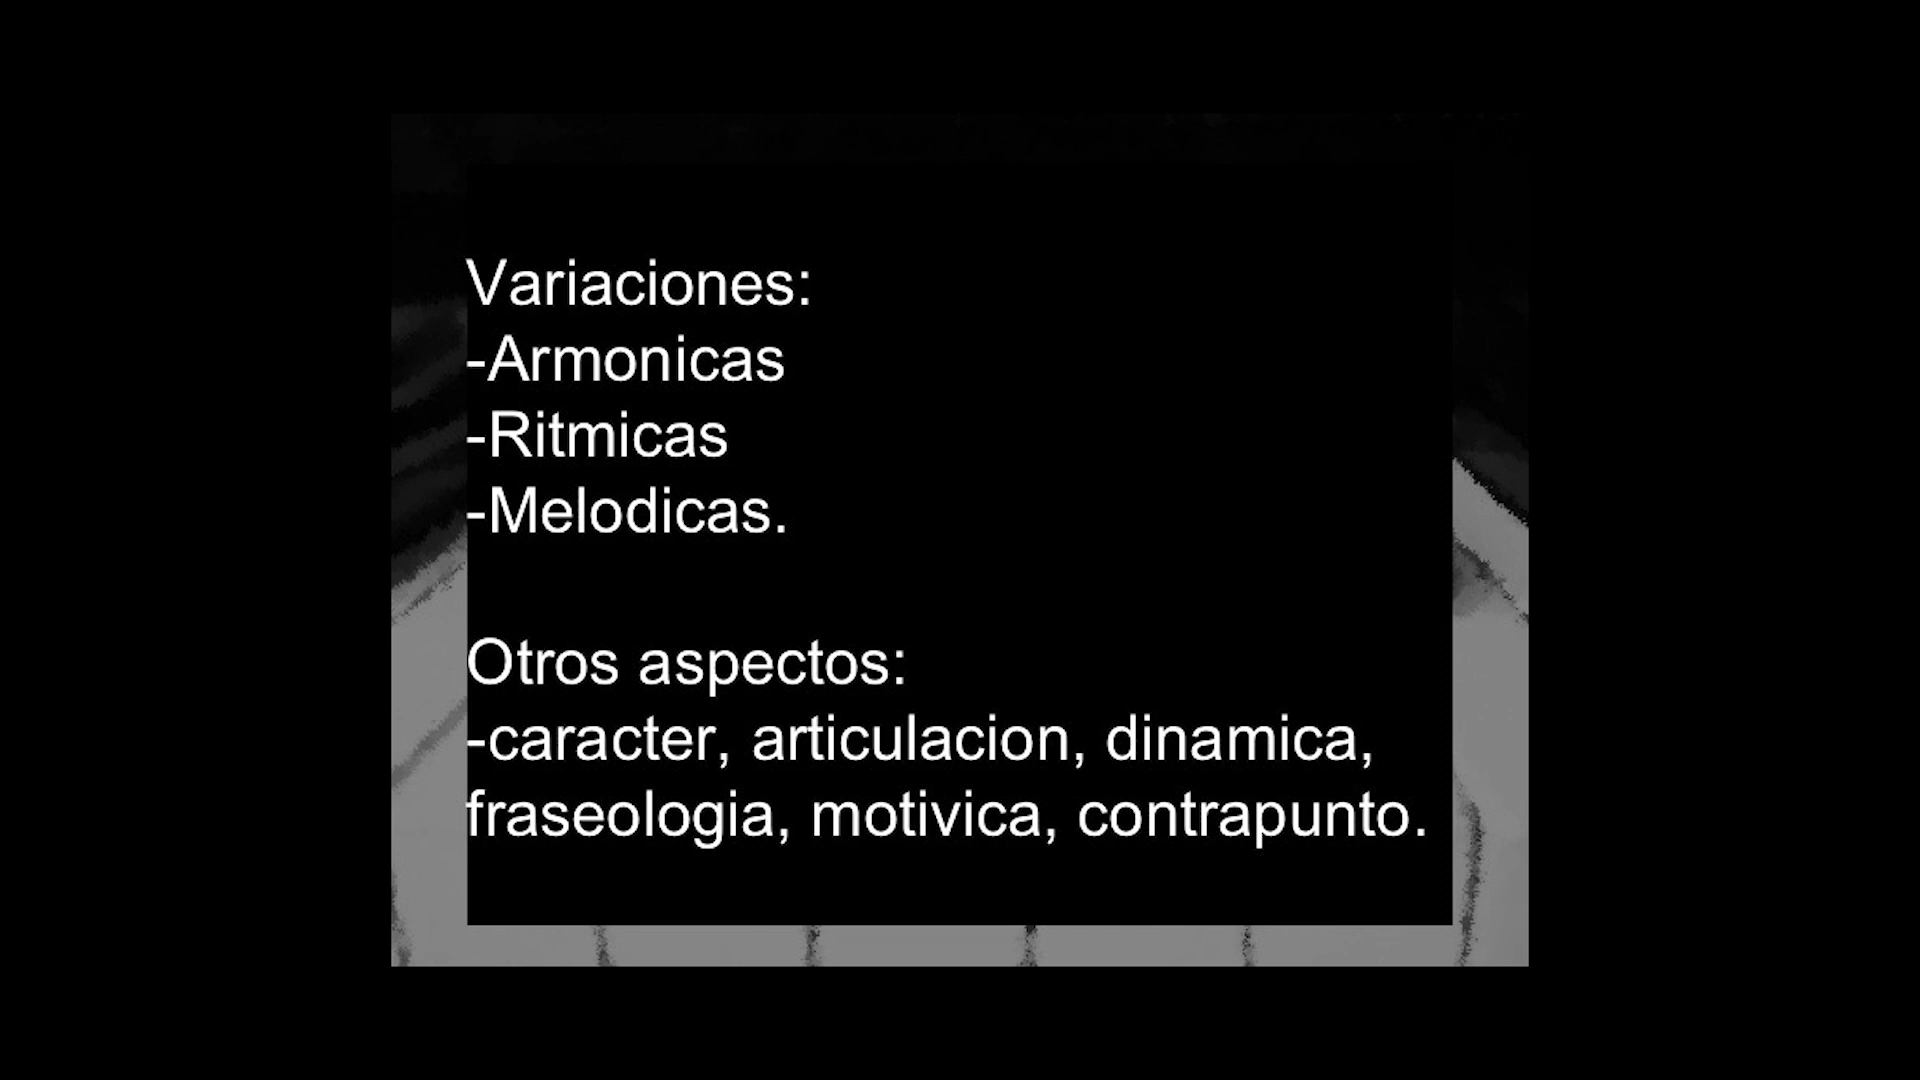 Variaciones:
-Armonicas
-Ritmicas
-Melodicas.
Otros aspectos:
-caracter, articulacion, dinamica,
fraseologia, motivica, contrapunto.